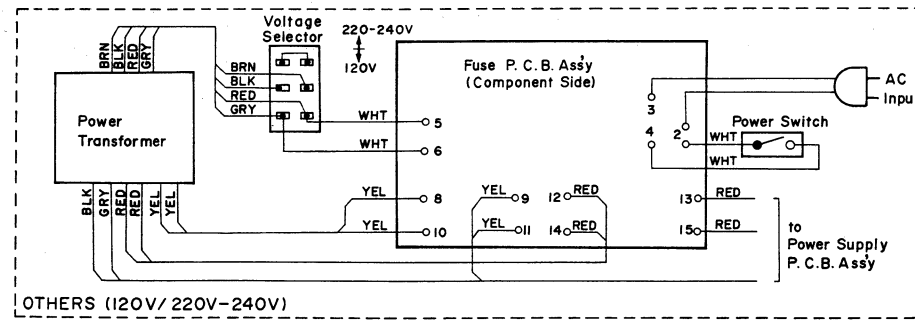 Voltage
Selector
220-240V
120V
BRN
BLK
RED
GRY
BRN
BLK
RED
GRY
Fuse P. C. B. Ass'y
(Component Side)
AC
Input
Power
Transformer
WHT
5
WHT
6
3
4
2
Power Switch
WHT
WHT
BLK
GRY
RED
RED
YEL
YEL
YEL
8
YEL
10
YEL
9
YEL
11
12
RED
14
RED
13
RED
15
RED
to
Power Supply
P. C. B. Ass'y
OTHERS (120V/220V-240V)